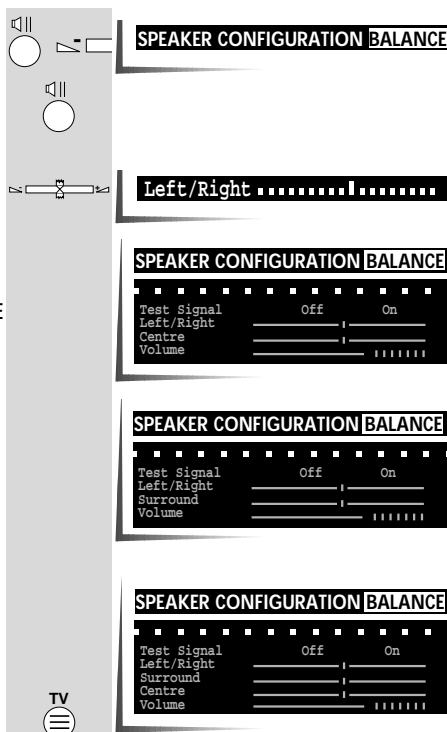 SPEAKER CONFIGURATION BALANCE
Left/Right
SPEAKER CONFIGURATION BALANCE
Test Signal Off On
Left/Right
Centre
Volume
E
SPEAKER CONFIGURATION BALANCE
Test Signal Off On
Left/Right
Surround
Volume
SPEAKER CONFIGURATION BALANCE
Test Signal Off On
Left/Right
Surround
Centre
Volume
TV